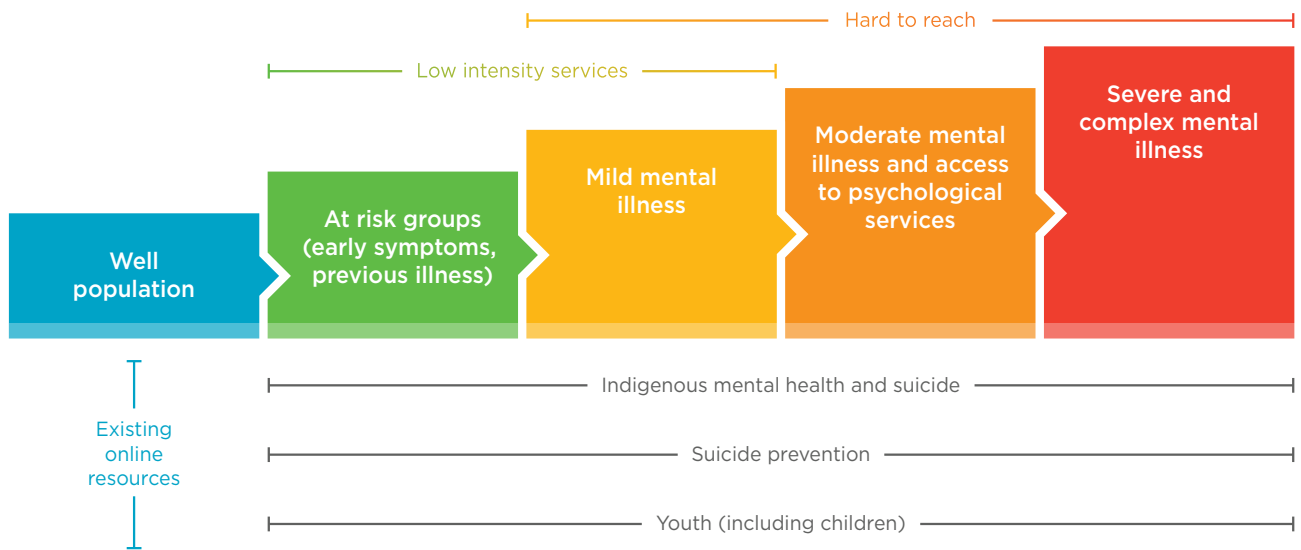 Hard to reach
Low intensity services
Well
population
At risk groups
(early symptoms,
previous illness)
Mild mental
illness
Moderate mental
illness and access
to psychological
services
Severe and
complex mental
illness
Existing
online
resources
Indigenous mental health and suicide
Suicide prevention
Youth (including children)